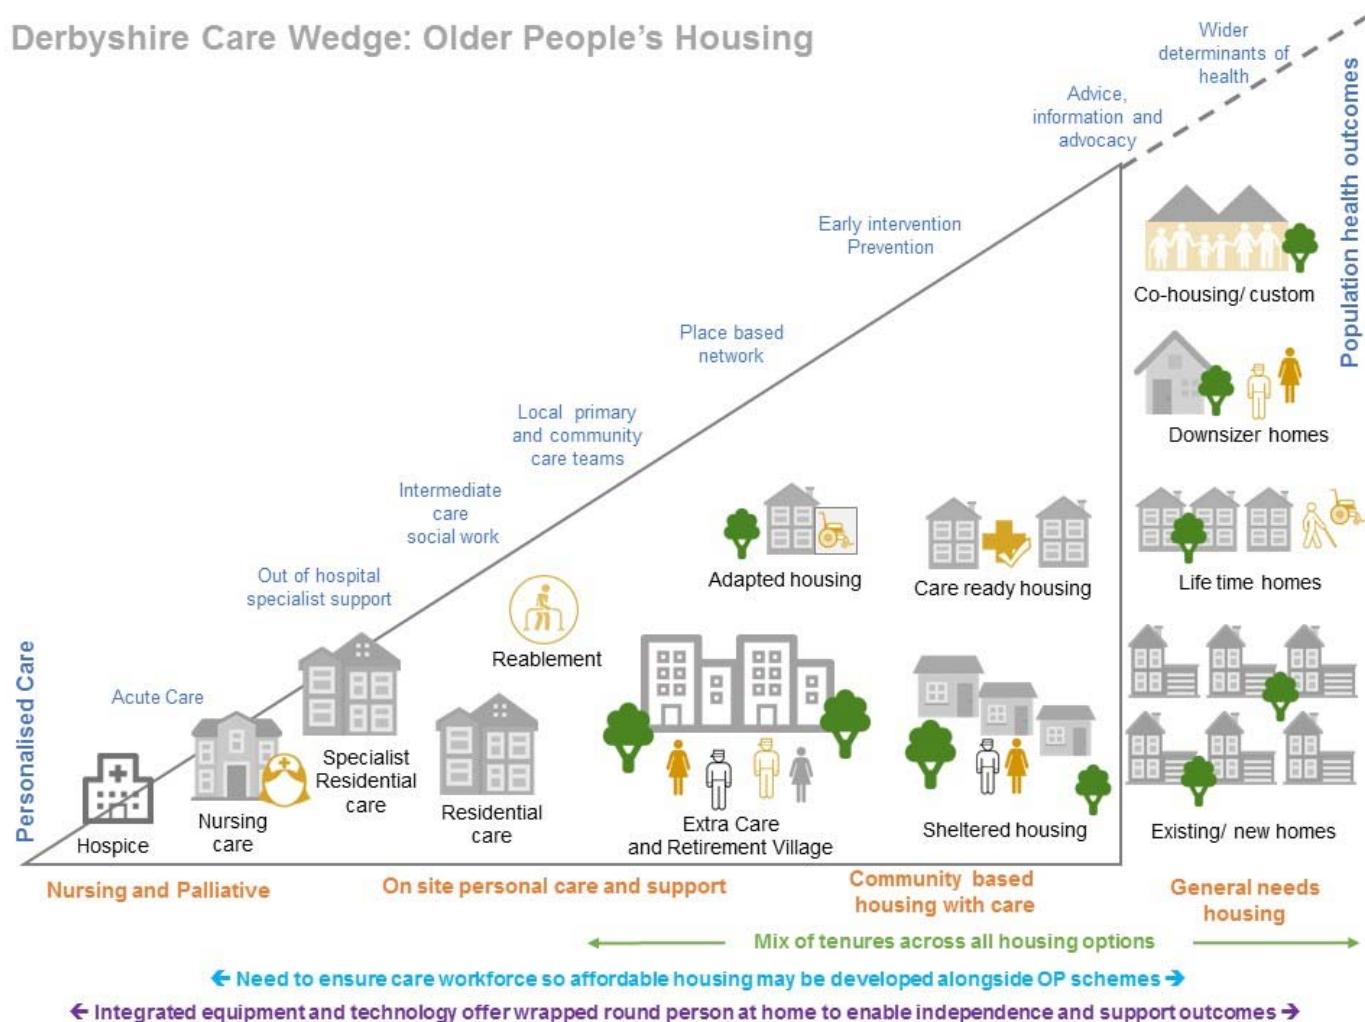 Derbyshire Care Wedge: Older People's Housing
Wider
determinants of
health
Population health outcomes
Advice,
information and
advocacy
Early intervention
Prevention
Place based
network
Local primary
and community
care teams
Intermediate
care
social work
Out of hospital
specialist support
Acute Care
Personalised Care
Co-housing/ custom
Downsizer homes
Adapted housing
Care ready housing
Life time homes
Reablement
Hospice
Nursing
care
Specialist
Residential
care
Residential
care
Extra Care
and Retirement Village
Sheltered housing
Existing/ new homes
Nursing and Palliative
On site personal care and support
Community based
housing with care
General needs
housing
Mix of tenures across all housing options
← Need to ensure care workforce so affordable housing may be developed alongside OP schemes →
← Integrated equipment and technology offer wrapped round person at home to enable independence and support outcomes →